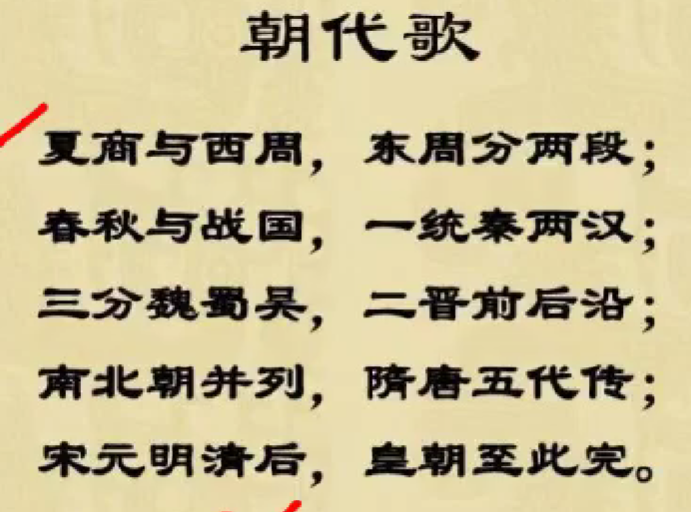 朝代歌
夏商与西周，东周分两段；
春秋与战国，一统秦两汉；
三分魏蜀吴，二晋前后沿；
南北朝并列，隋唐五代传；
宋元明清后，皇朝至此完。